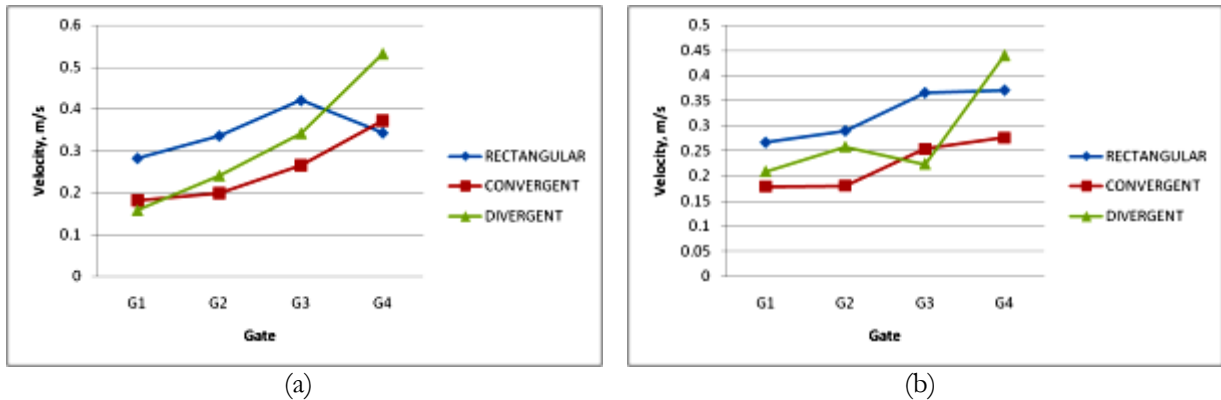 0.6
0.5
0.4
0.3
0.2
0.1
0
Velocity, m/s
G1 G2 G3 G4
Gate
RECTANGULAR
CONVERGENT
DIVERGENT
(a)
0.5
0.45
0.4
0.35
0.3
0.25
0.2
0.15
0.1
0.05
0
Velocity, m/s
G1 G2 G3 G4
Gate
RECTANGULAR
CONVERGENT
DIVERGENT
(b)